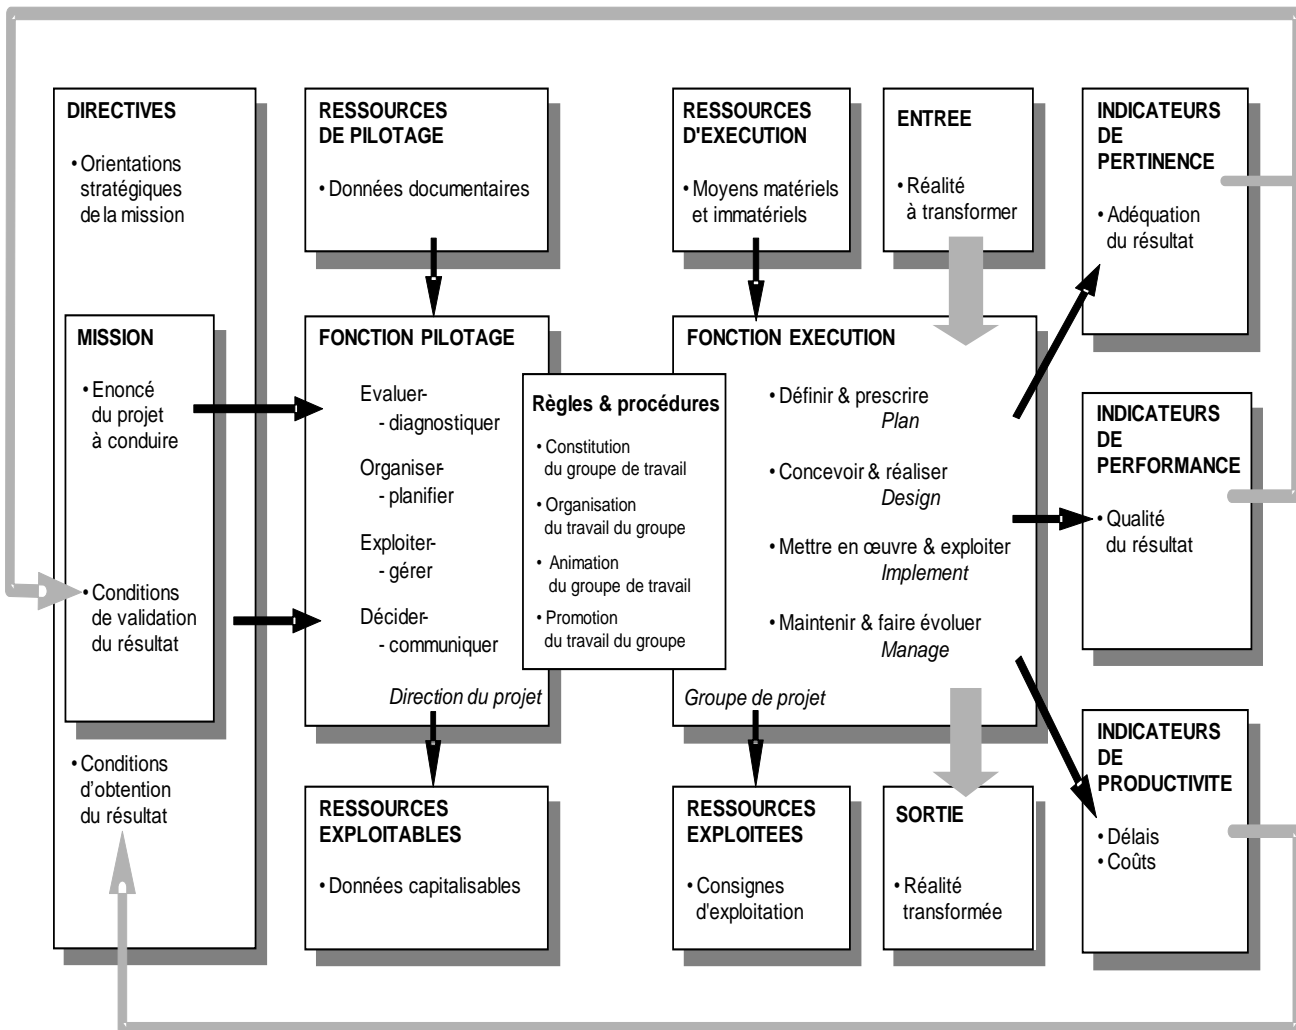 DIRECTIVES
• Orientations
stratégiques
de la mission
MISSION
• Enoncé
du projet
à conduire
• Conditions
de validation
du résultat
• Conditions
d'obtention
du résultat
RESSOURCES
DE PILOTAGE
• Données documentaires
FONCTION PILOTAGE
Evaluer-
- diagnostiquer
Organiser-
- planifier
Exploiter-
- gérer
Décider-
- communiquer
Direction du projet
RESSOURCES
EXPLOITABLES
• Données capitalisables
Règles & procédures
• Constitution
du groupe de travail
• Organisation
du travail du groupe
• Animation
du groupe de travail
• Promotion
du travail du groupe
RESSOURCES
D'EXECUTION
• Moyens matériels
et immatériels
ENTREE
• Réalité
à transformer
FONCTION EXECUTION
• Définir & prescrire
Plan
• Concevoir & réaliser
Design
• Mettre en œuvre & exploiter
Implement
• Maintenir & faire évoluer
Manage
Groupe de projet
RESSOURCES
EXPLOITEES
• Consignes
d'exploitation
SORTIE
• Réalité
transformée
INDICATEURS
DE
PERTINENCE
• Adéquation
du résultat
INDICATEURS
DE
PERFORMANCE
• Qualité
du résultat
INDICATEURS
DE
PRODUCTIVITE
• Délais
• Coûts